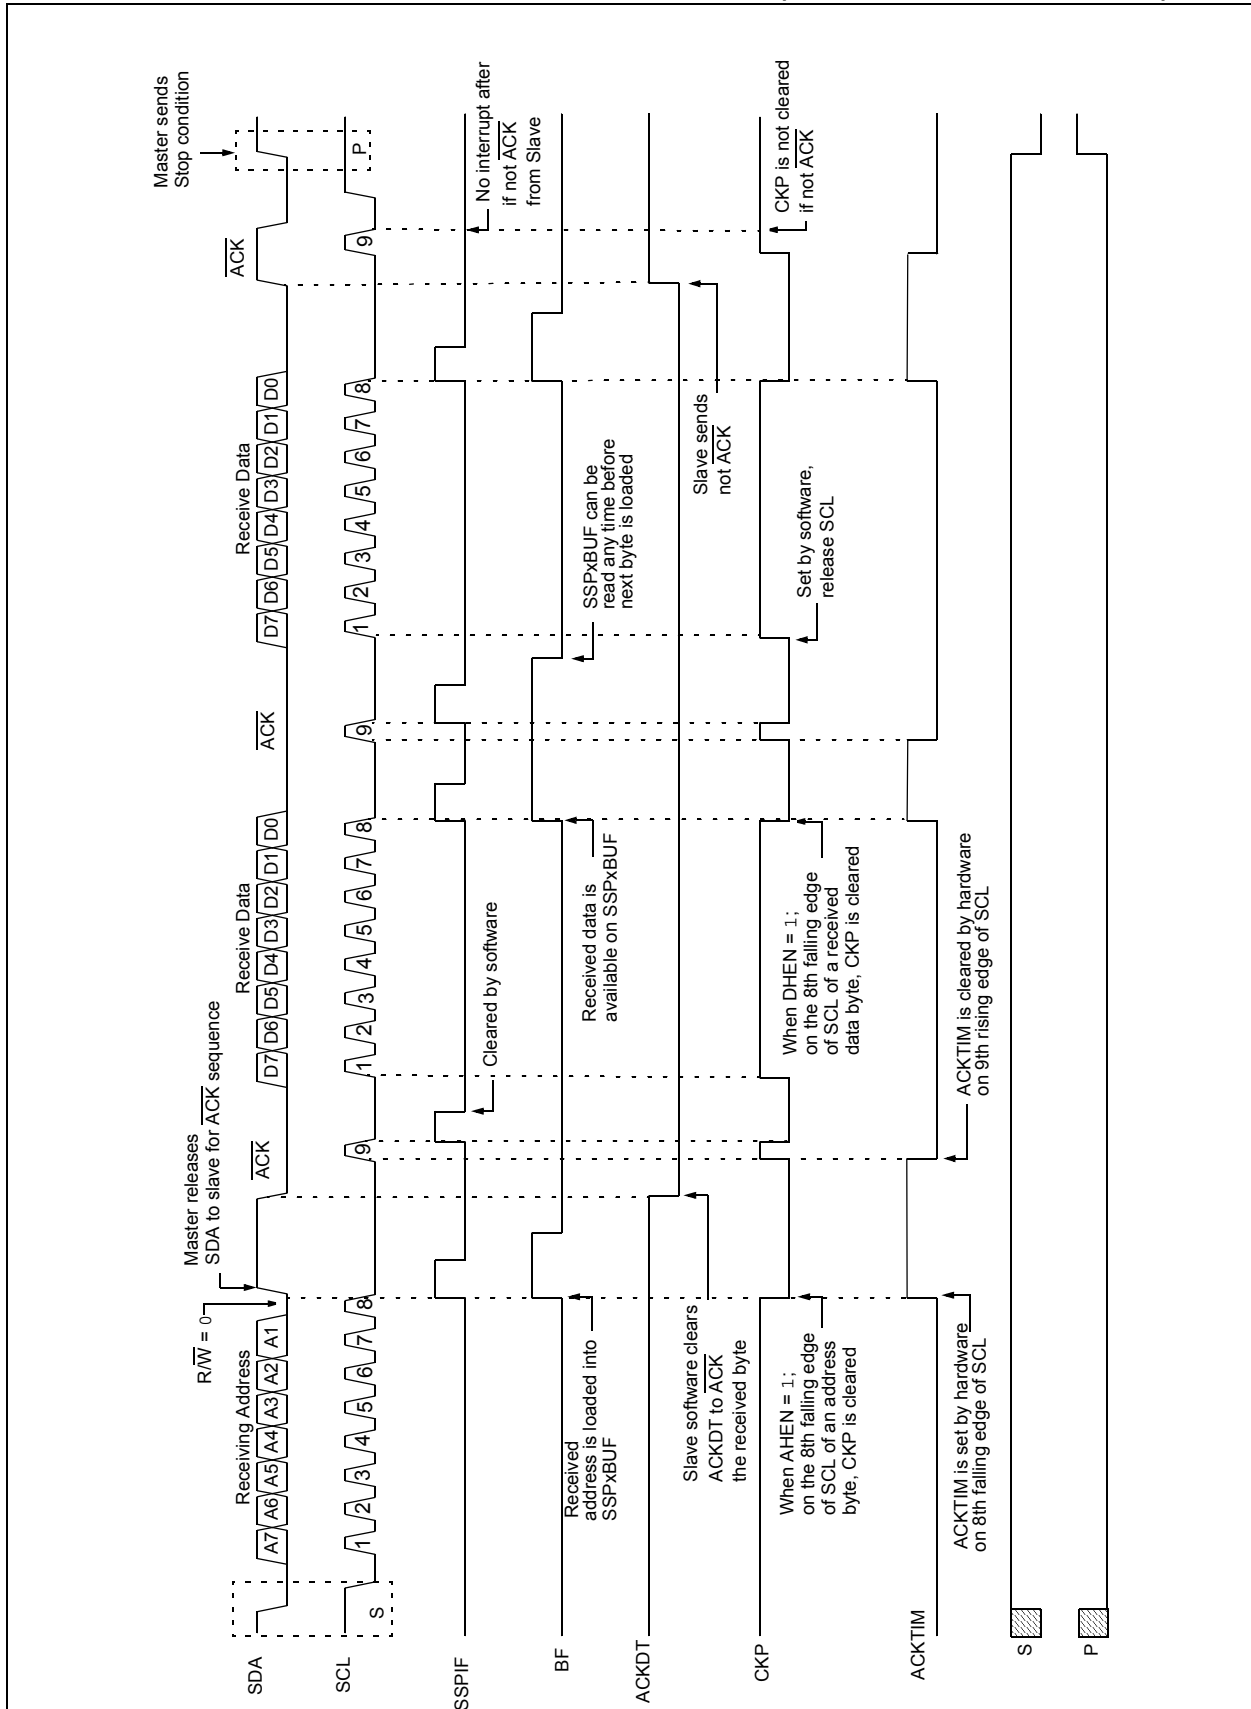 Master sends
Stop condition
Master releases
SDA to slave for ACK sequence
R/W = 0
Receiving Address
Receive Data
Receive Data
ACK
ACK
ACK
SDA
A7 A6 A5 A4 A3 A2 A1
D7 D6 D5 D4 D3 D2 D1 D0
D7 D6 D5 D4 D3 D2 D1 D0
SCL
S
1 2 3 4 5 6 7 8 9
1 2 3 4 5 6 7 8 9
1 2 3 4 5 6 7 8 9
P
SSPIF
Cleared by software
No interrupt after
if not ACK
from Slave
BF
Received
address is loaded into
SSPxBUF
Received data is
available on SSPxBUF
SSPxBUF can be
read any time before
next byte is loaded
ACKDT
Slave software clears
ACKDT to ACK
the received byte
Slave sends
not ACK
CKP
When AHEN = 1;
on the 8th falling edge
of SCL of an address
byte, CKP is cleared
When DHEN = 1;
on the 8th falling edge
of SCL of a received
data byte, CKP is cleared
Set by software,
release SCL
CKP is not cleared
if not ACK
ACKTIM
ACKTIM is set by hardware
on 8th falling edge of SCL
ACKTIM is cleared by hardware
on 9th rising edge of SCL
S
P